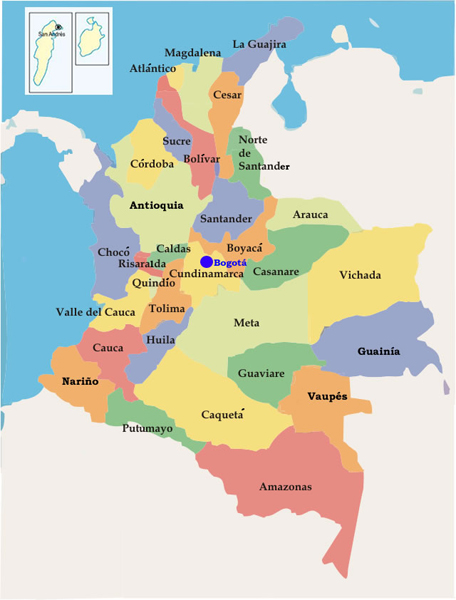 San Andrés
La Guajira
Magdalena
Atlántico
Cesar
Sucre
Norte
de
Santander
Córdoba
Bolívar
Antioquia
Santander
Arauca
Chocó
Caldas
Boyacá
Risaralda
Bogotá
Cundinamarca
Casanare
Vichada
Quindío
Valle del Cauca
Tolima
Meta
Cauca
Huila
Guainía
Nariño
Guaviare
Vaupés
Caquetá
Putumayo
Amazonas